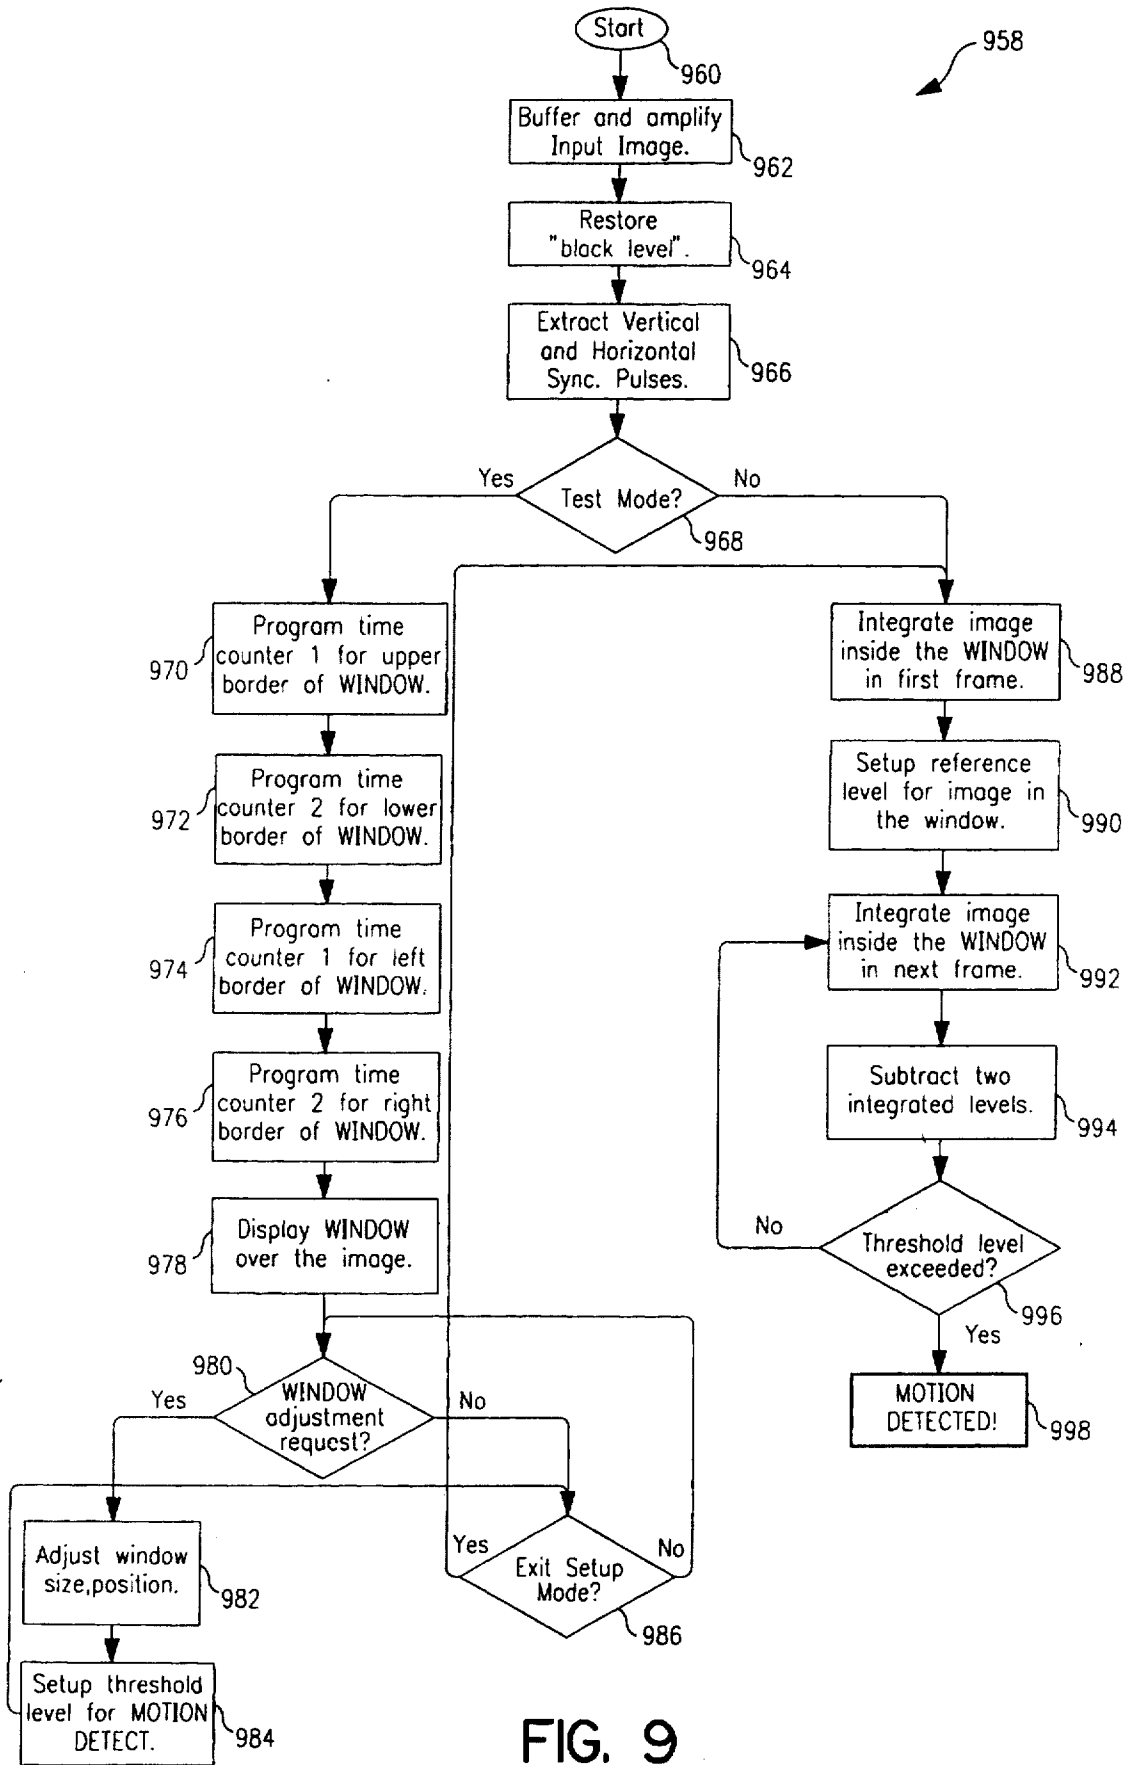 Start
960
958
Buffer and amplify
Input Image.
962
Restore
"black level".
964
Extract Vertical
and Horizontal
Sync. Pulses.
966
Test Mode?
Yes
No
968
Program time
counter 1 for upper
border of WINDOW.
970
Program time
counter 2 for lower
border of WINDOW.
972
Program time
counter 1 for left
border of WINDOW.
974
Program time
counter 2 for right
border of WINDOW.
976
Display WINDOW
over the image.
978
980
WINDOW
adjustment
request?
Yes
No
Adjust window
size,position.
982
Setup threshold
level for MOTION
DETECT.
984
Exit Setup
Mode?
Yes
No
986
Integrate image
inside the WINDOW
in first frame.
988
Setup reference
level for image in
the window.
990
Integrate image
inside the WINDOW
in next frame.
992
Subtract two
integrated levels.
994
Threshold level
exceeded?
No
996
Yes
MOTION
DETECTED!
998
FIG. 9